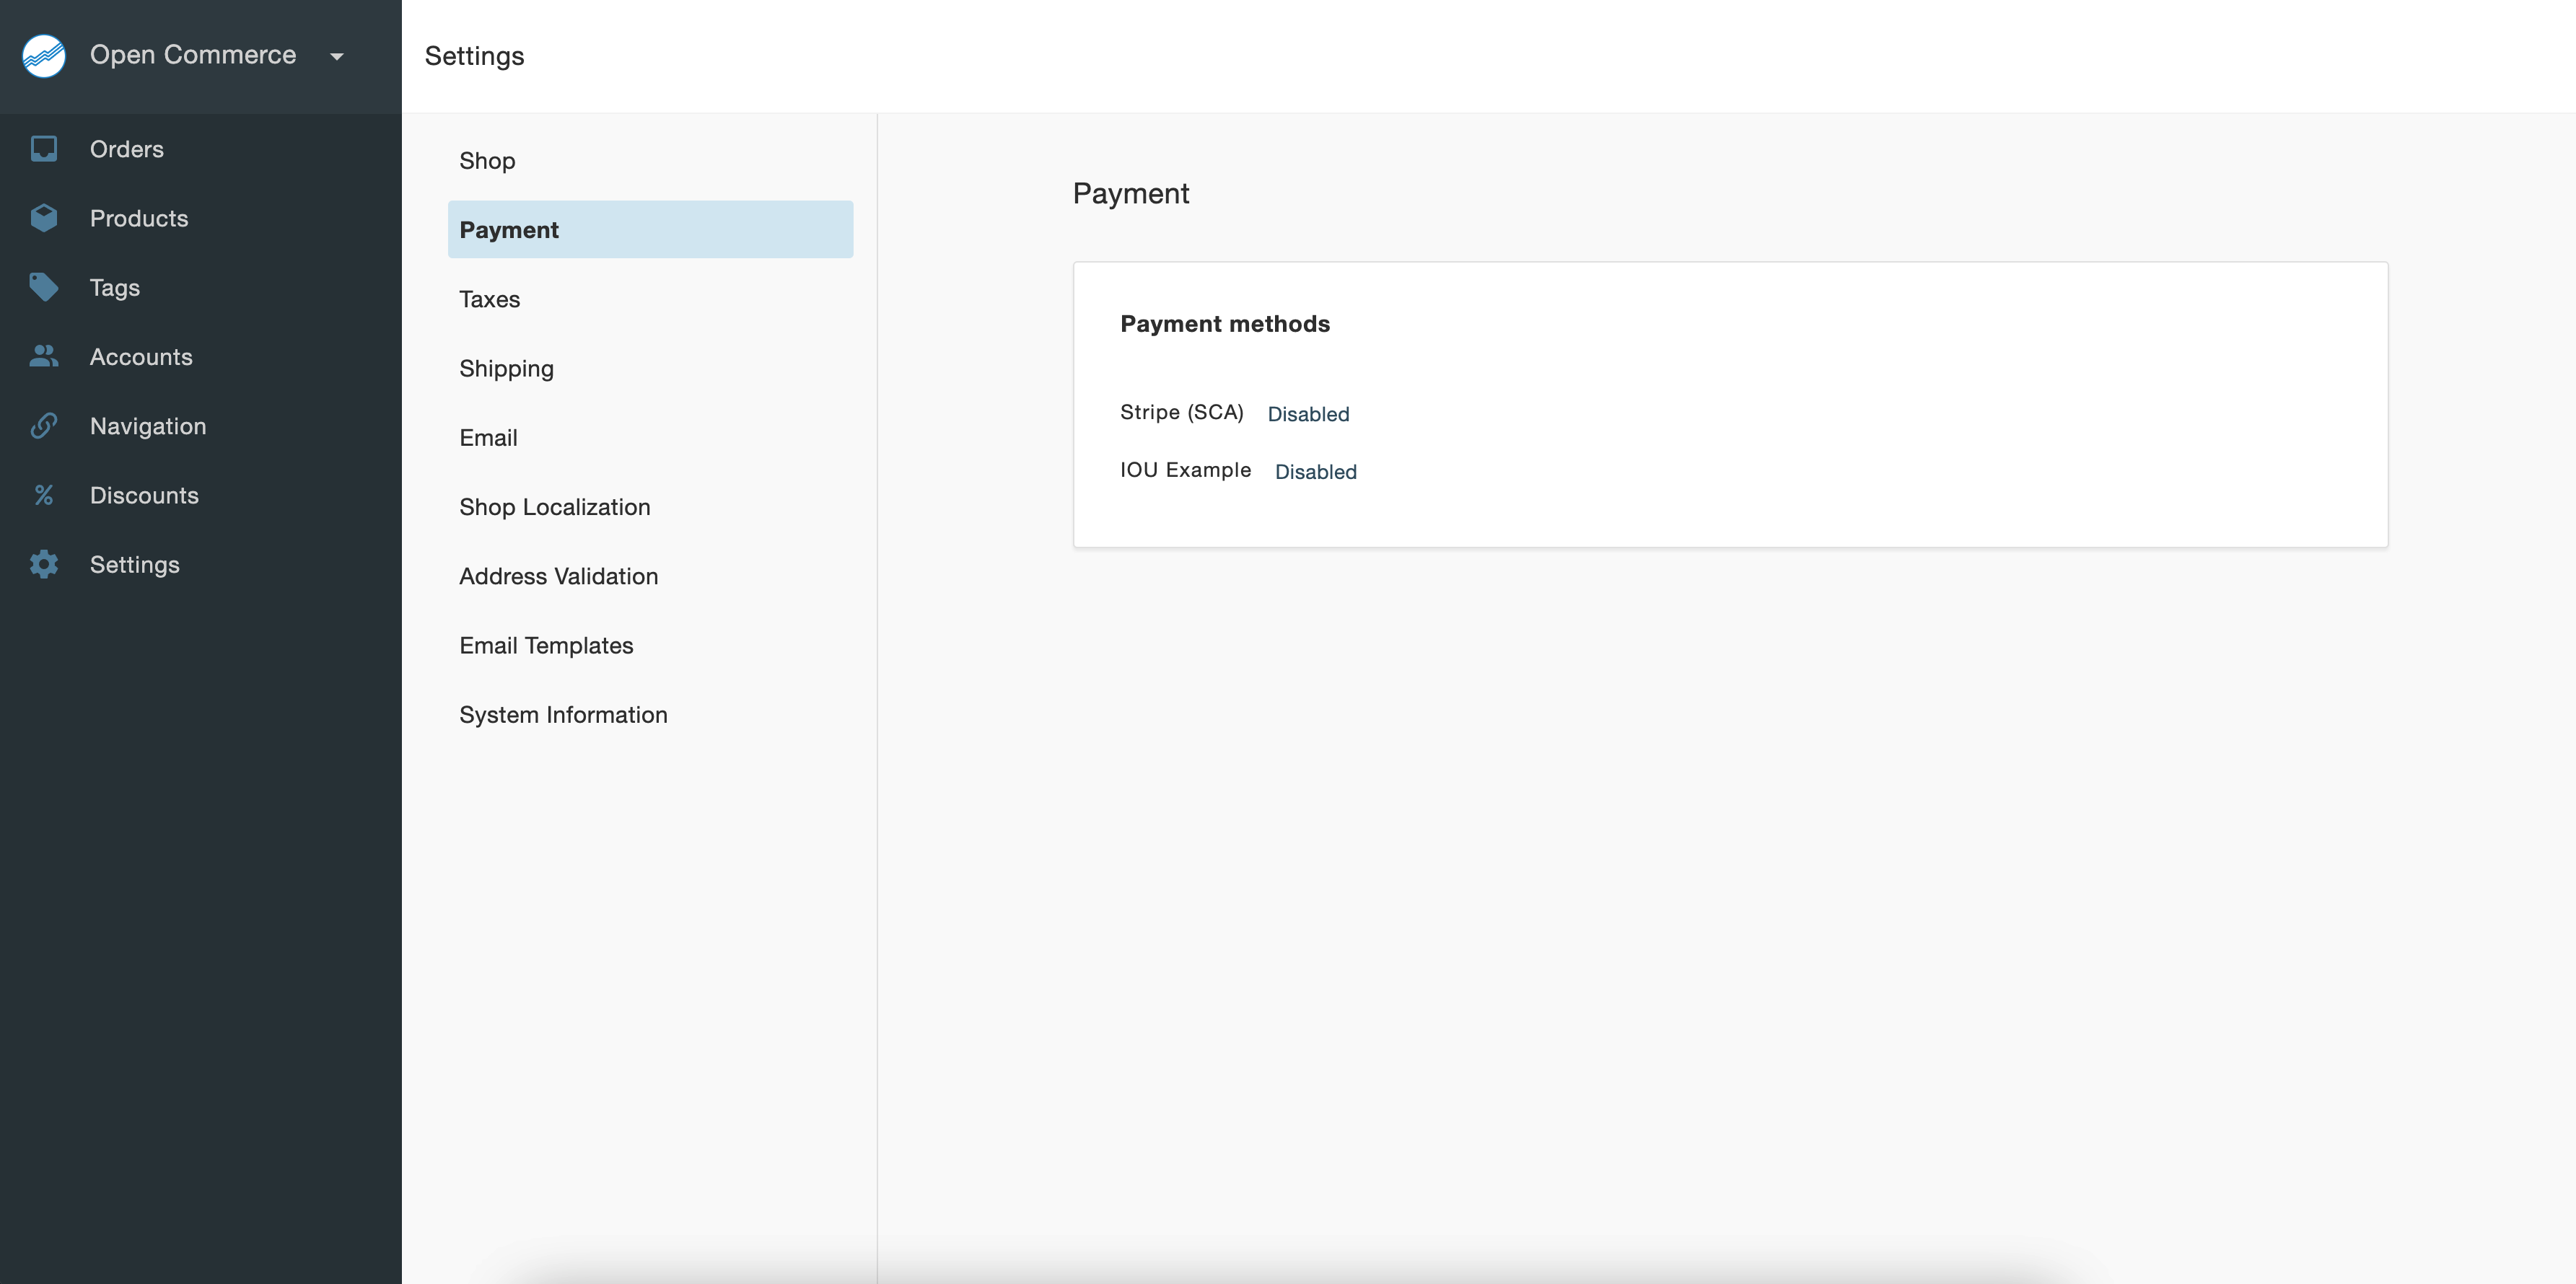 Open Commerce
Settings
Orders
Products
Tags
Accounts
Navigation
Discounts
Settings
Shop
Payment
Taxes
Shipping
Email
Shop Localization
Address Validation
Email Templates
System Information
Payment
Payment methods
Stripe (SCA) Disabled
IOU Example Disabled